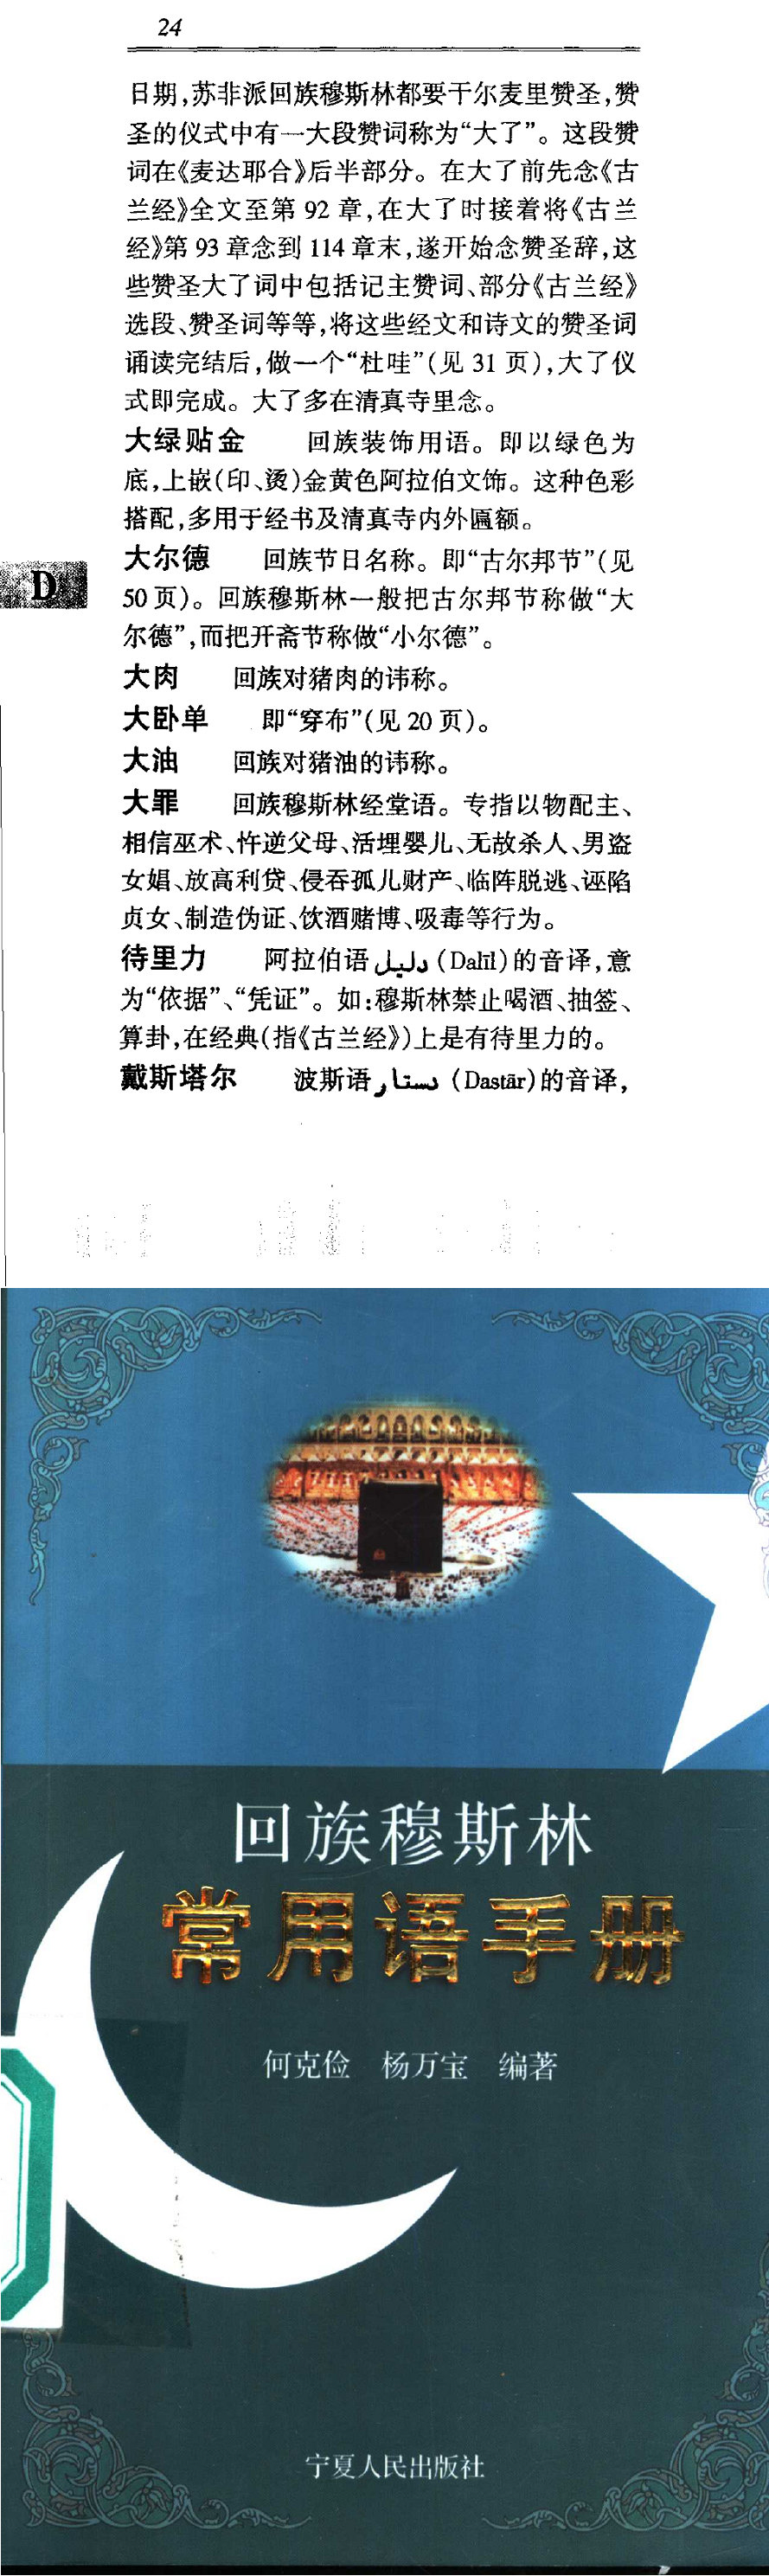 24
日期,苏非派回族穆斯林都要干尔麦里赞圣,赞
圣的仪式中有一大段赞词称为“大了”。这段赞
词在《麦达耶合》后半部分。在大了前先念《古
兰经》全文至第 92 章,在大了时接着将《古兰
经》第 93 章念到 114 章末,遂开始念赞圣辞,这
些赞圣大了词中包括记主赞词、部分《古兰经》
选段、赞圣词等等,将这些经文和诗文的赞圣词
诵读完结后,做一个“杜哇”(见 31 页),大了仪
式即完成。大了多在清真寺里念。
大绿贴金 回族装饰用语。即以绿色为
底,上嵌(印、烫)金黄色阿拉伯文饰。这种色彩
搭配,多用于经书及清真寺内外匾额。
大尔德 回族节日名称。即“古尔邦节”(见
D
50 页)。回族穆斯林一般把古尔邦节称做“大
尔德”,而把开斋节称做“小尔德”。
大肉 回族对猪肉的讳称。
大卧单 即“穿布”(见 20 页)。
大油 回族对猪油的讳称。
大罪 回族穆斯林经堂语。专指以物配主、
相信巫术、忤逆父母、活埋婴儿、无故杀人、男盗
女娼、放高利贷、侵吞孤儿财产、临阵脱逃、诬陷
贞女、制造伪证、饮酒赌博、吸毒等行为。
待里力 阿拉伯语 دليل (Dalīl)的音译,意
为“依据”、“凭证”。如:穆斯林禁止喝酒、抽签、
算卦,在经典(指《古兰经》)上是有待里力的。
戴斯塔尔 波斯语 دستار (Dastār)的音译,
回族穆斯林
常用语手册
何克俭 杨万宝 编著
宁夏人民出版社